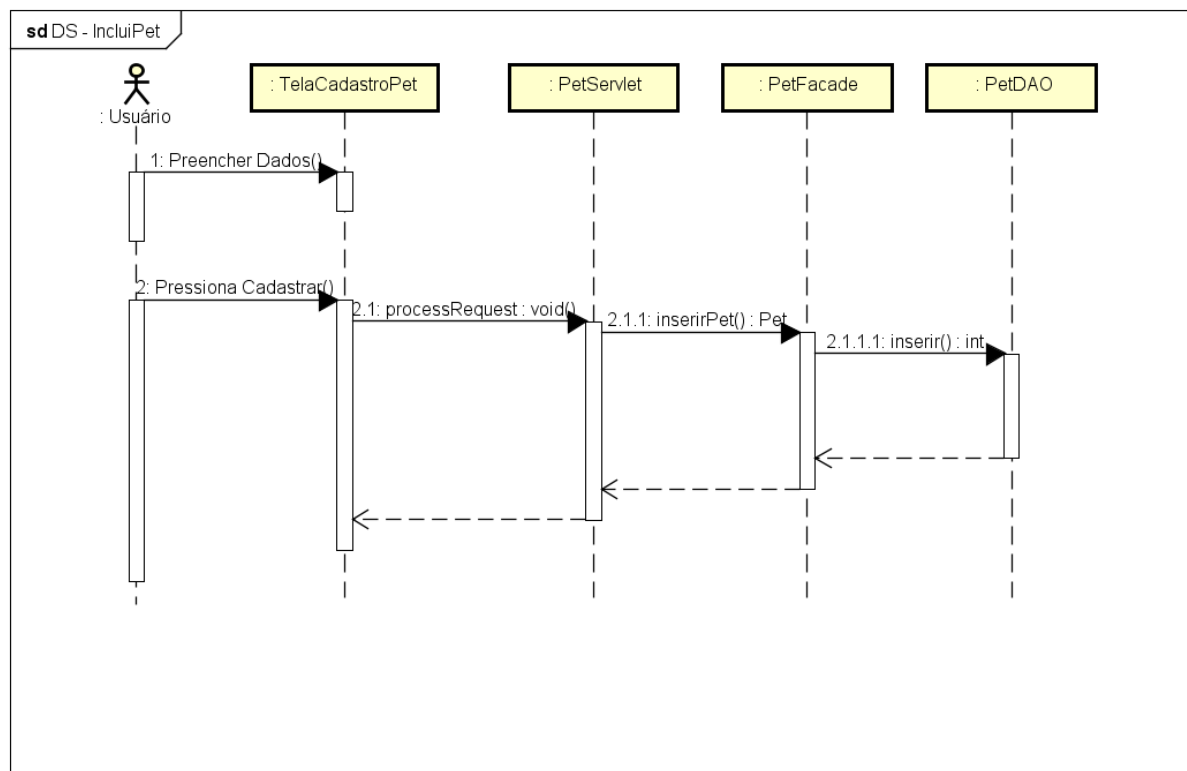 sd DS - IncluiPet
: Usuário
: TelaCadastroPet
: PetServlet
: PetFacade
: PetDAO
1: Preencher Dados()
2: Pressiona Cadastrar()
2.1: processRequest : void()
2.1.1: inserirPet() : Pet
2.1.1.1: inserir() : int